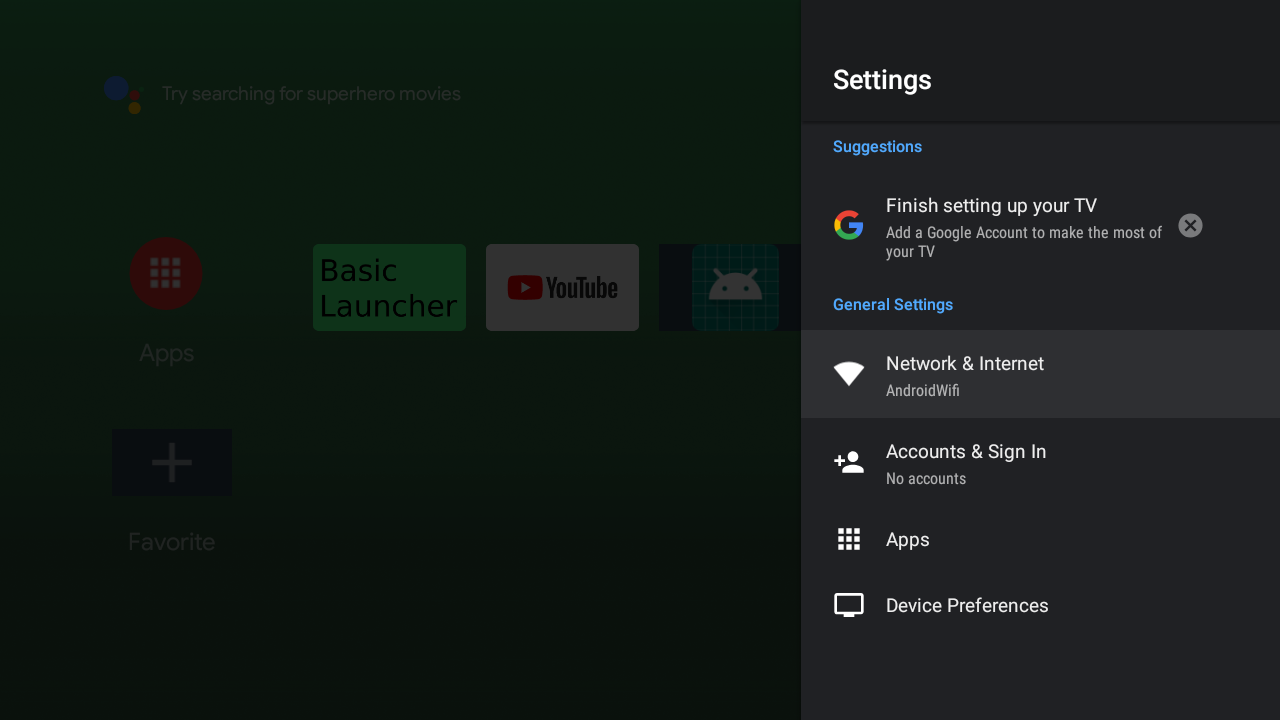 Try searching for superhero movies
Apps
Basic
Launcher
YouTube
Favorite
Settings
Suggestions
Finish setting up your TV
Add a Google Account to make the most of
your TV
General Settings
Network & Internet
AndroidWifi
Accounts & Sign In
No accounts
Apps
Device Preferences